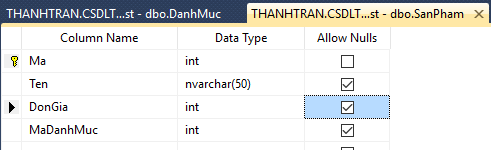 THANHTRAN.CSDLT...st - dbo.DanhMuc THANHTRAN.CSDLT...st - dbo.SanPham
Column Name Data Type Allow Nulls
Ma int
Ten nvarchar(50)
DonGia int
MaDanhMuc int